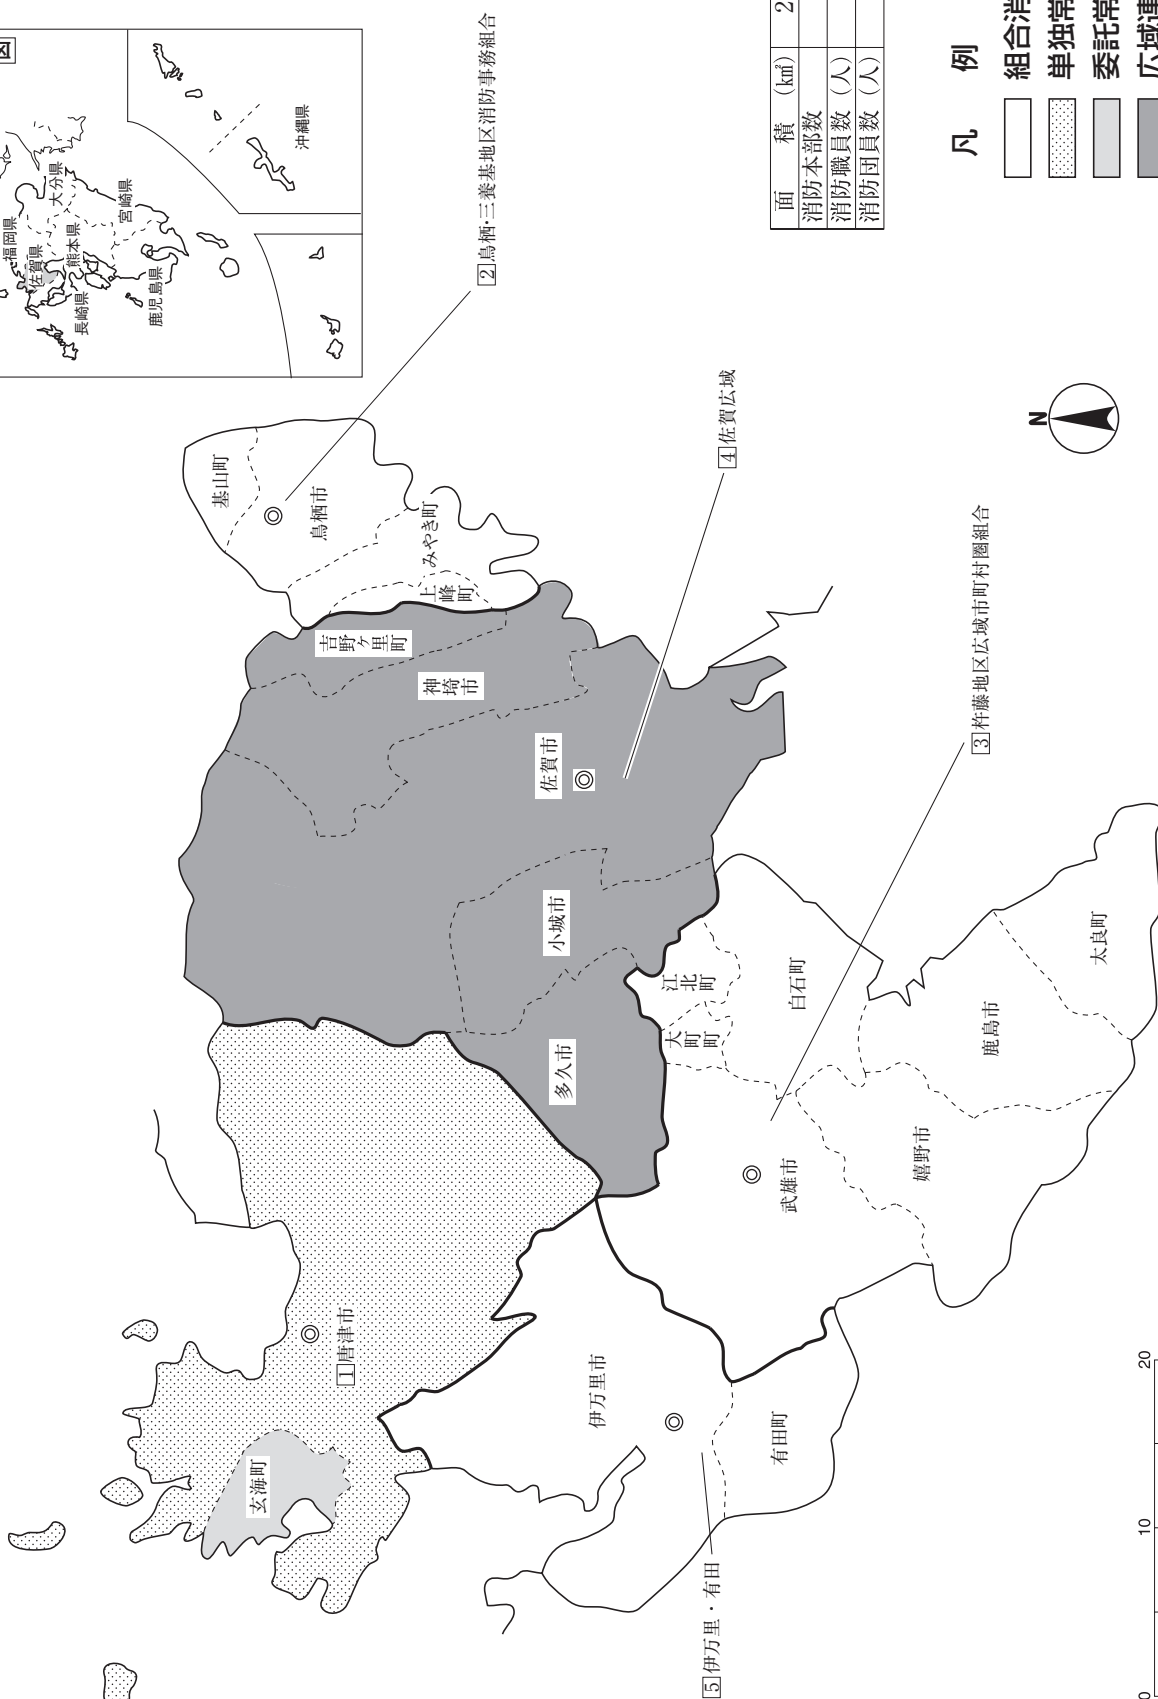 図
福岡県
佐賀県
長崎県
大分県
熊本県
宮崎県
鹿児島県
沖縄県
2 鳥栖・三養基地区消防事務組合
4 佐賀広域
3 杵藤地区広域市町村圏組合
5 伊万里・有田
1 唐津市
基山町
鳥栖市
みやき町
上峰町
吉野ヶ里町
神埼市
佐賀市
小城市
多久市
江北町
大町町
白石町
武雄市
鹿島市
太良町
嬉野市
伊万里市
有田町
玄海町
面 積 (㎢) 2
消防本部数
消防職員数 (人)
消防団員数 (人)
凡 例
組合消
単独常
委託常
広域連
N
0 10 20